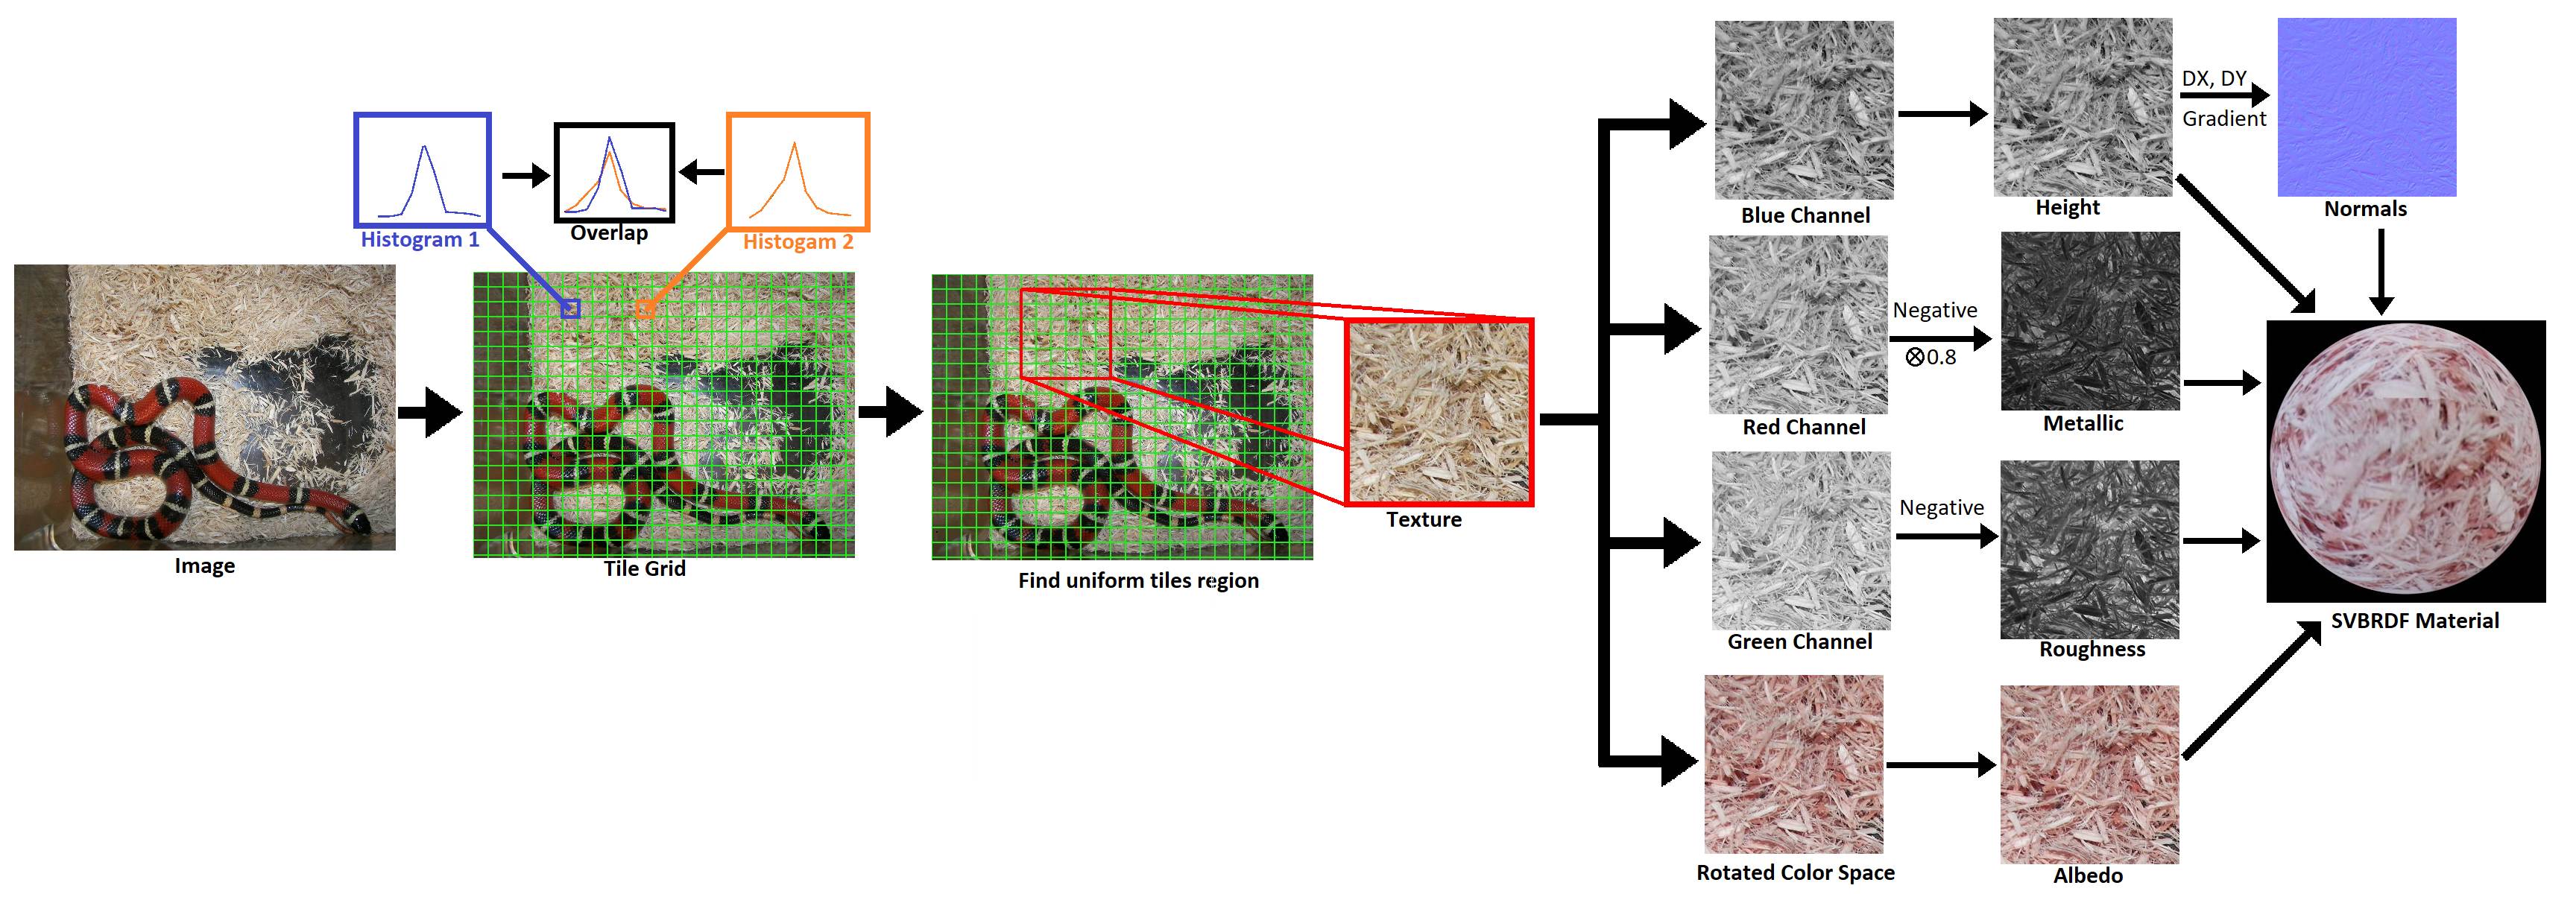 Histogram 1
Overlap
Histogam 2
Image
Tile Grid
Find uniform tiles region
Texture
Blue Channel
Height
DX, DY
Gradient
Normals
Red Channel
Negative
⊗0.8
Metallic
Green Channel
Negative
Roughness
SVBRDF Material
Rotated Color Space
Albedo